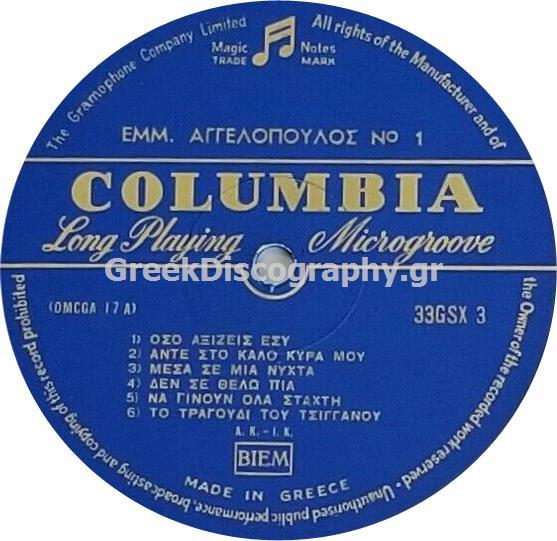 The Gramophone Company Limited
All rights of the Manufacturer and of the Owner of the recorded work reserved · Unauthorised public performance, broadcasting and copying of this record prohibited
Magic Notes
TRADE MARK
ΕΜΜ. ΑΓΓΕΛΟΠΟΥΛΟΣ Νο 1
COLUMBIA
Long Playing Microgroove
GreekDiscography.gr
(OMCGA 17A) 33GSX 3
1) ΟΣΟ ΑΞΙΖΕΙΣ ΕΣΥ
2) ΑΝΤΕ ΣΤΟ ΚΑΛΟ ΚΥΡΑ ΜΟΥ
3) ΜΕΣΑ ΣΕ ΜΙΑ ΝΥΧΤΑ
4) ΔΕΝ ΣΕ ΘΕΛΩ ΠΙΑ
5) ΝΑ ΓΙΝΟΥΝ ΟΛΑ ΣΤΑΧΤΗ
6) ΤΟ ΤΡΑΓΟΥΔΙ ΤΟΥ ΤΣΙΓΓΑΝΟΥ
A. K. - I. K.
BIEM
MADE IN GREECE